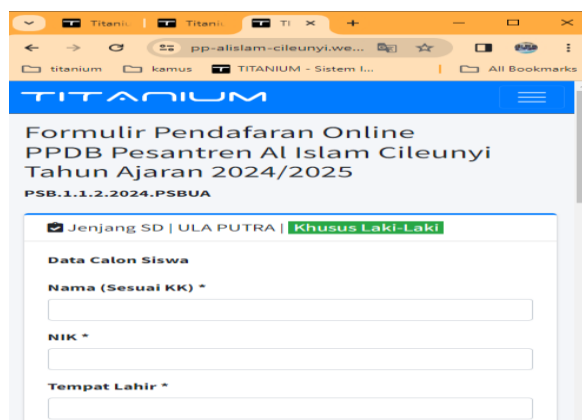 Titani
Titani
TI
pp-alislam-cileunyi.we...
titanium
kamus
TITANIUM - Sistem I...
All Bookmarks
TITANIUM
Formulir Pendafaran Online
PPDB Pesantren Al Islam Cileunyi
Tahun Ajaran 2024/2025
PSB.1.1.2.2024.PSBUA
Jenjang SD | ULA PUTRA | Khusus Laki-Laki
Data Calon Siswa
Nama (Sesuai KK) *
NIK *
Tempat Lahir *